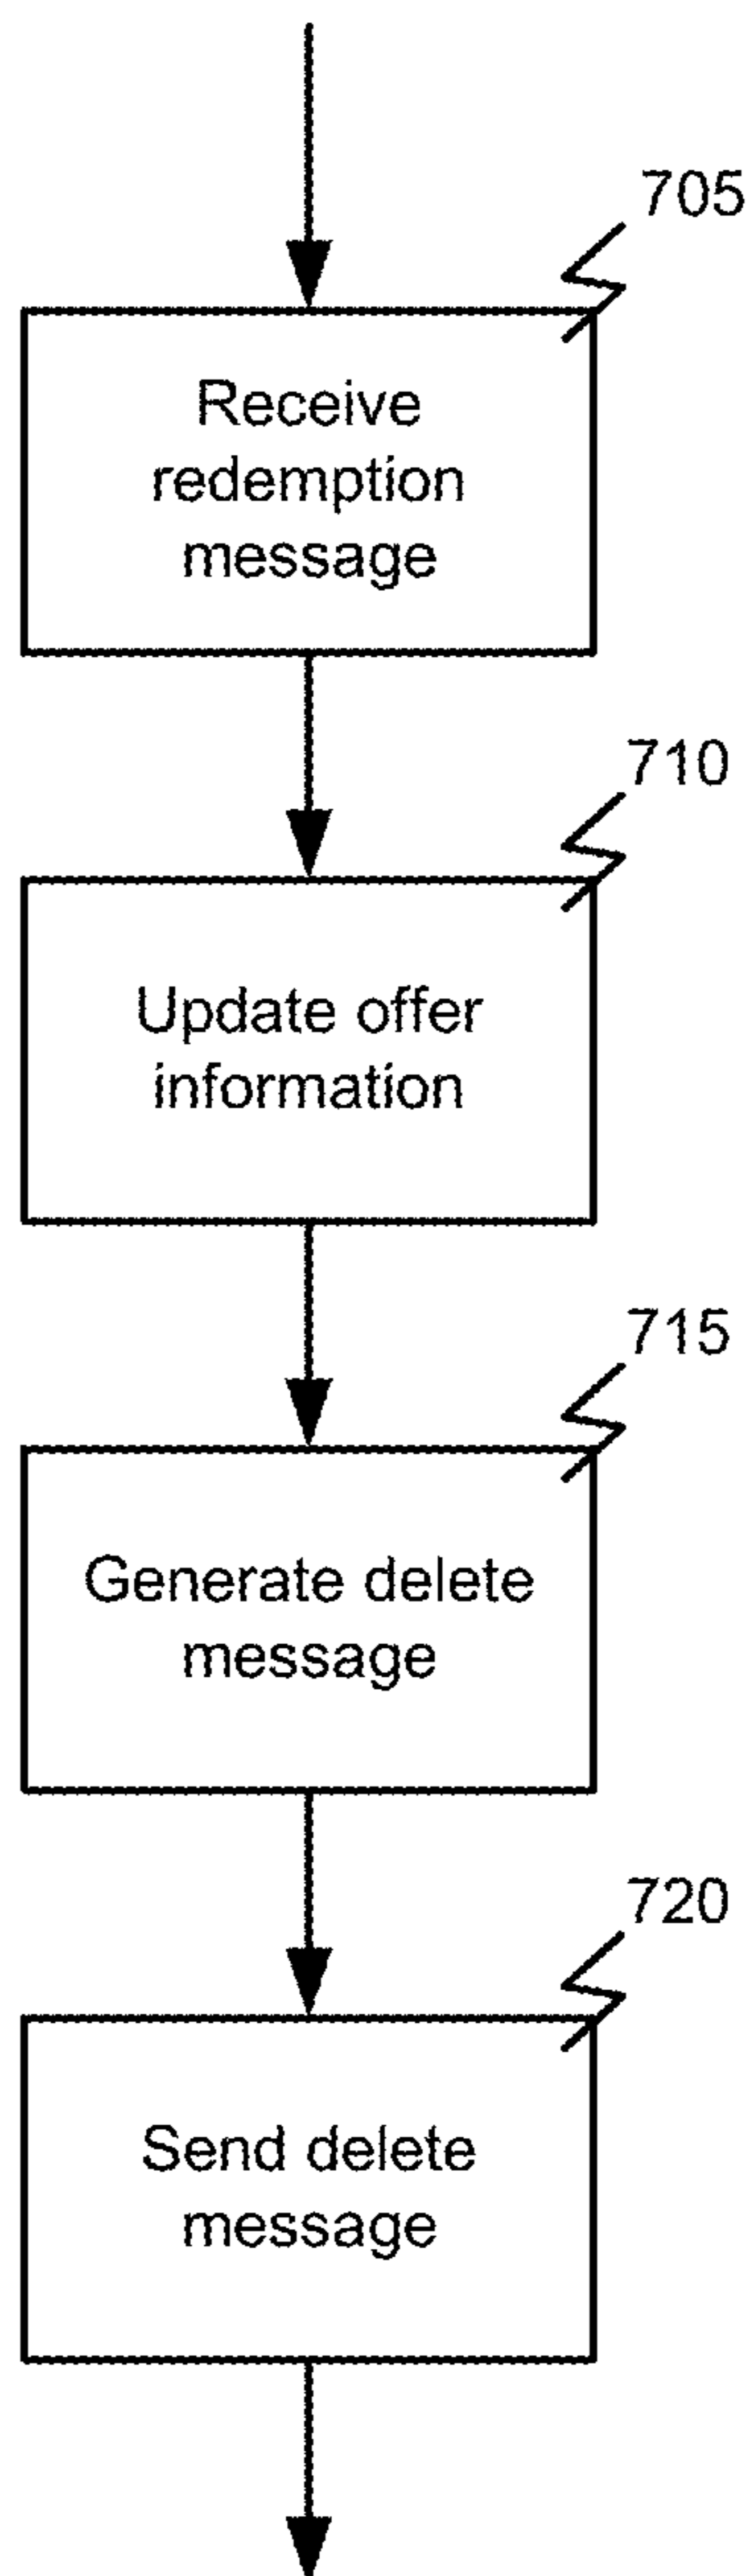 705
Receive
redemption
message
710
Update offer
information
715
Generate delete
message
720
Send delete
message